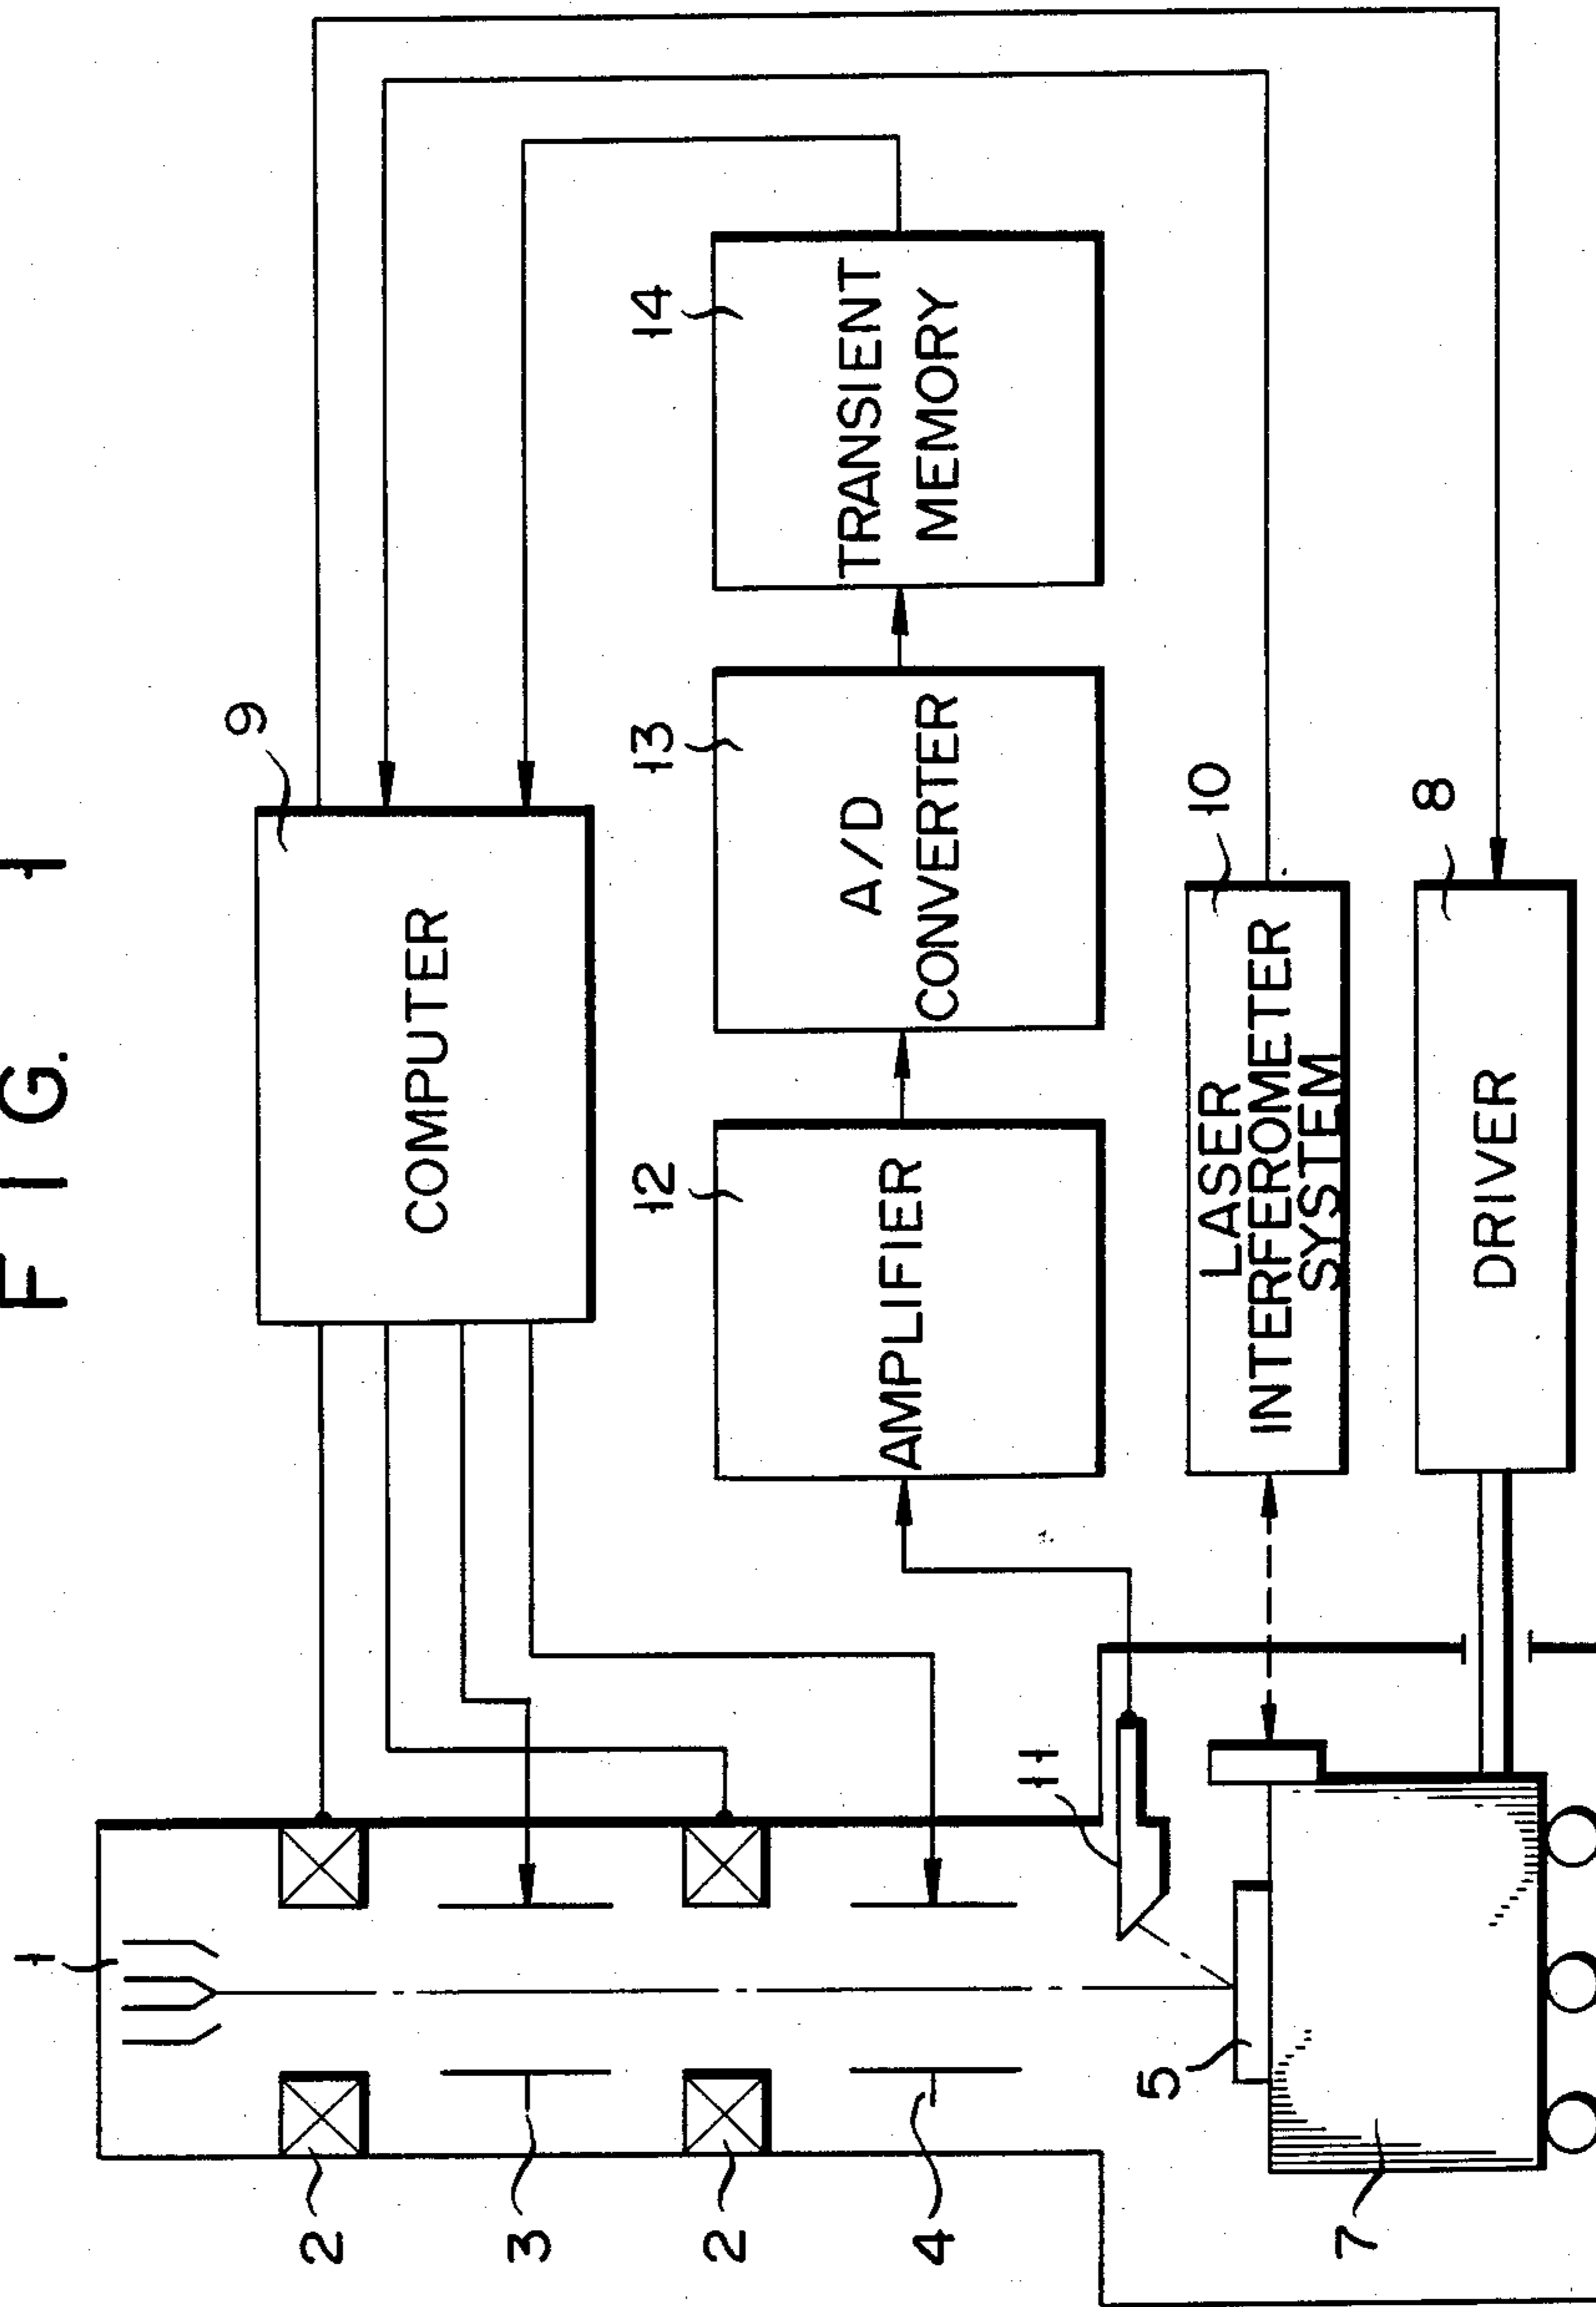 FIG. 1
1
2
3
2
4
5
7
11
9
COMPUTER
12
AMPLIFIER
13
A/D
CONVERTER
14
TRANSIENT
MEMORY
10
LASER
INTERFEROMETER
SYSTEM
8
DRIVER